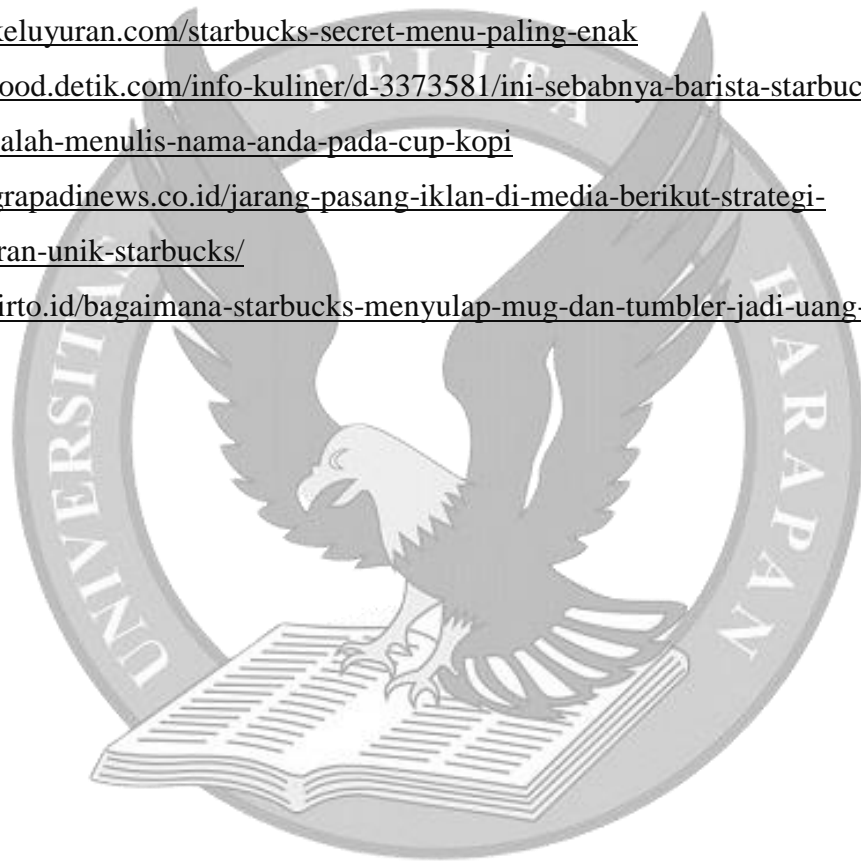 keluyuran.com/starbucks-secret-menu-paling-enak
ood.detik.com/info-kuliner/d-3373581/ini-sebabnya-barista-starbuc
alah-menulis-nama-anda-pada-cup-kopi
grapadinews.co.id/jarang-pasang-iklan-di-media-berikut-strategi-
ran-unik-starbucks/
irto.id/bagaimana-starbucks-menyulap-mug-dan-tumbler-jadi-uang-
UNIVERSITAS PELITA HARAPAN